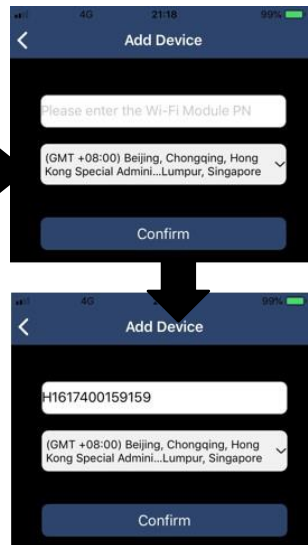 4G 21:18 99%
Add Device
Please enter the Wi-Fi Module PN
(GMT +08:00) Beijing, Chongqing, Hong
Kong Special Admini...Lumpur, Singapore
Confirm
4G 99%
Add Device
H1617400159159
(GMT +08:00) Beijing, Chongqing, Hong
Kong Special Admini...Lumpur, Singapore
Confirm